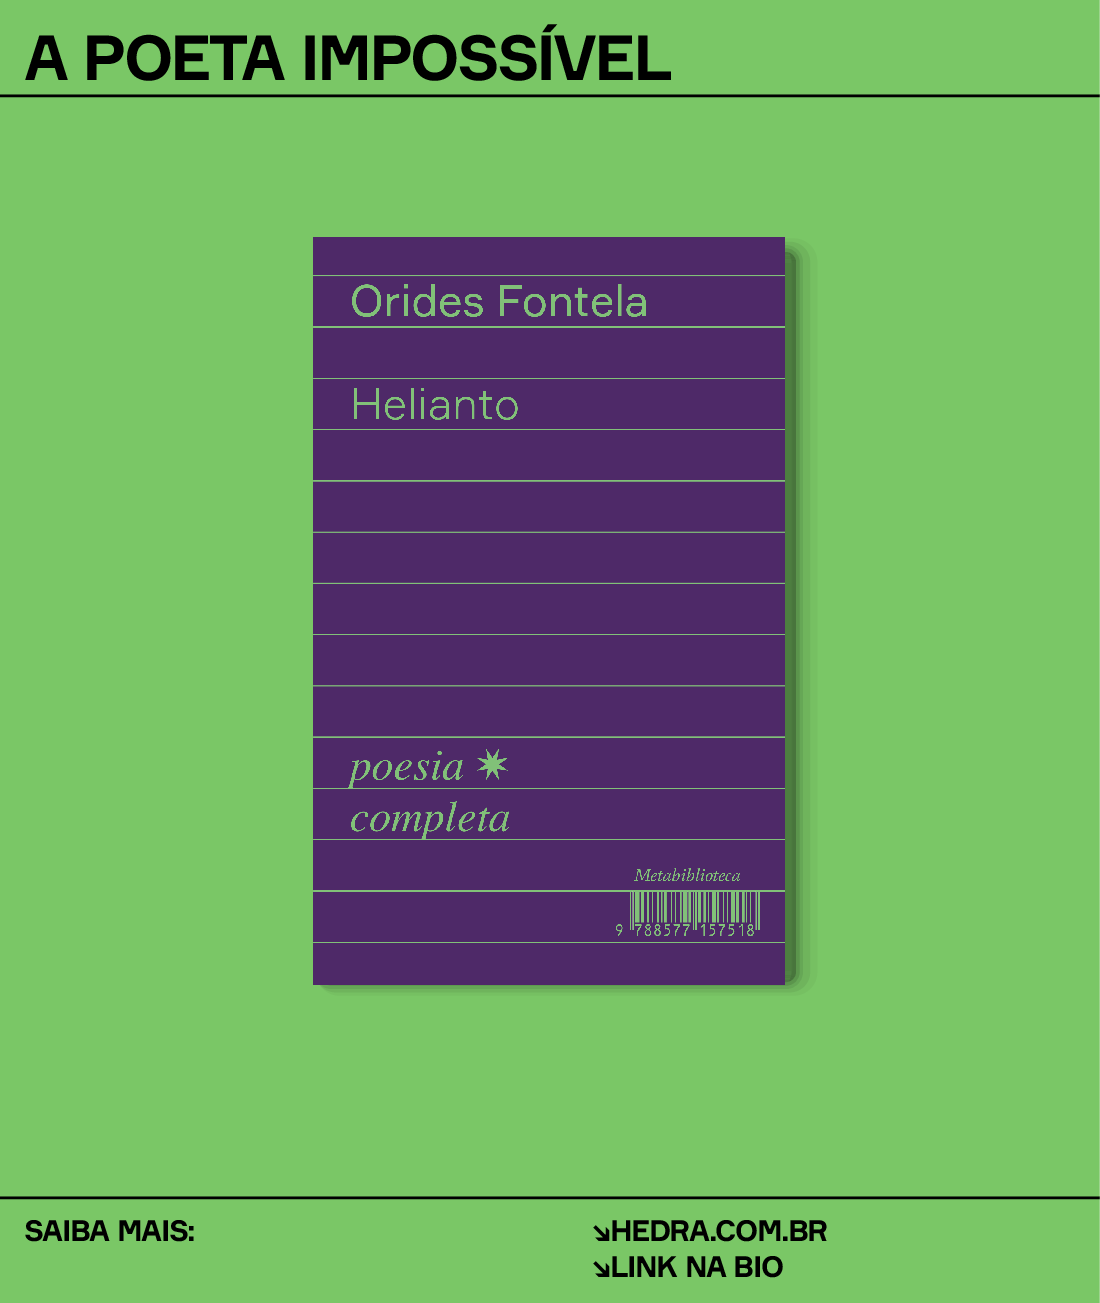 A POETA IMPOSSÍVEL
Orides Fontela
Helianto
poesia ✷
completa
Metabiblioteca
9 788577 157518
SAIBA MAIS:
↘HEDRA.COM.BR
↘LINK NA BIO